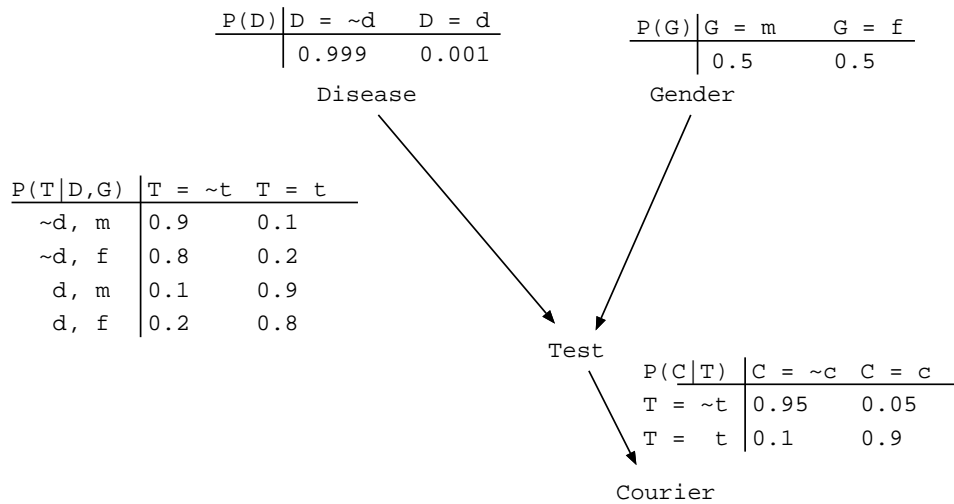 P(D) D = ~d D = d
0.999 0.001
Disease
P(G) G = m G = f
0.5 0.5
Gender
P(T|D,G) T = ~t T = t
~d, m 0.9 0.1
~d, f 0.8 0.2
d, m 0.1 0.9
d, f 0.2 0.8
Test
P(C|T) C = ~c C = c
T = ~t 0.95 0.05
T = t 0.1 0.9
Courier